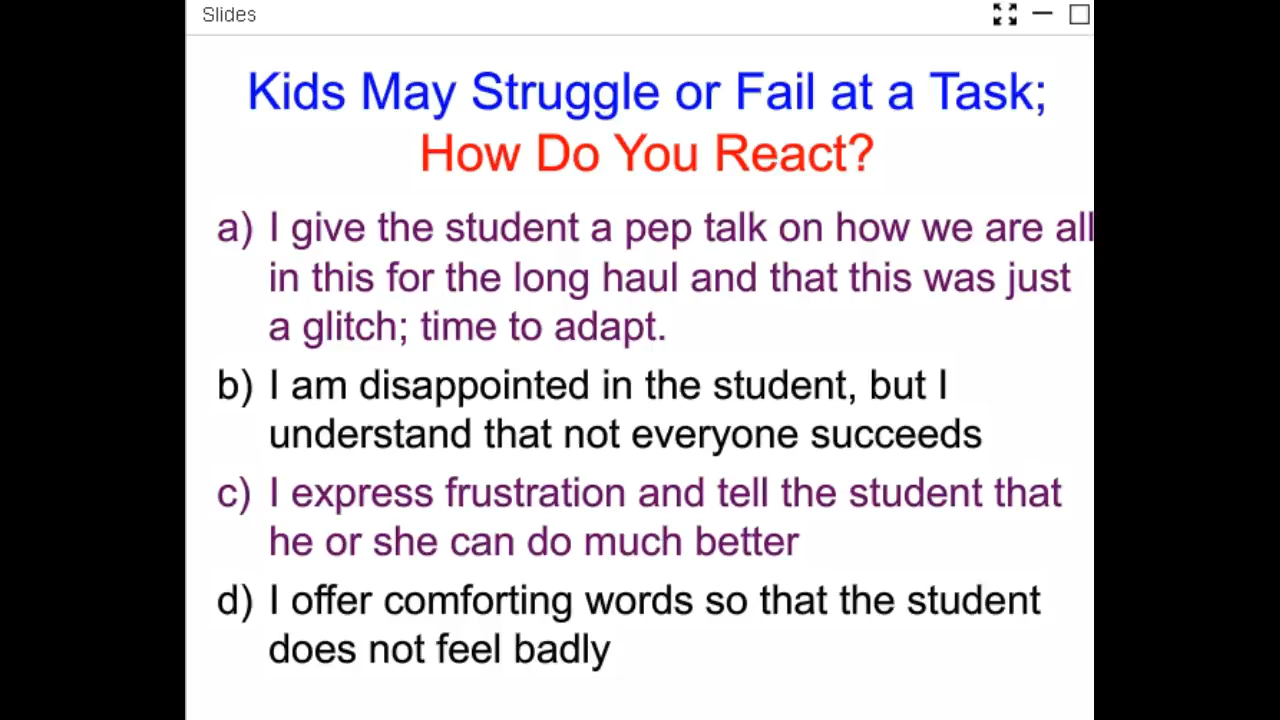 Slides
Kids May Struggle or Fail at a Task;
How Do You React?
a) I give the student a pep talk on how we are all
in this for the long haul and that this was just
a glitch; time to adapt.
b) I am disappointed in the student, but I
understand that not everyone succeeds
c) I express frustration and tell the student that
he or she can do much better
d) I offer comforting words so that the student
does not feel badly